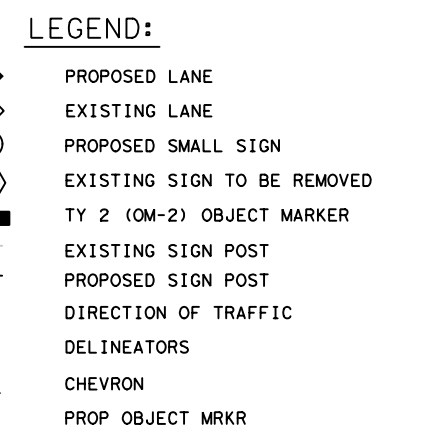 LEGEND:
PROPOSED LANE
EXISTING LANE
PROPOSED SMALL SIGN
EXISTING SIGN TO BE REMOVED
TY 2 (OM-2) OBJECT MARKER
EXISTING SIGN POST
PROPOSED SIGN POST
DIRECTION OF TRAFFIC
DELINEATORS
CHEVRON
PROP OBJECT MRKR